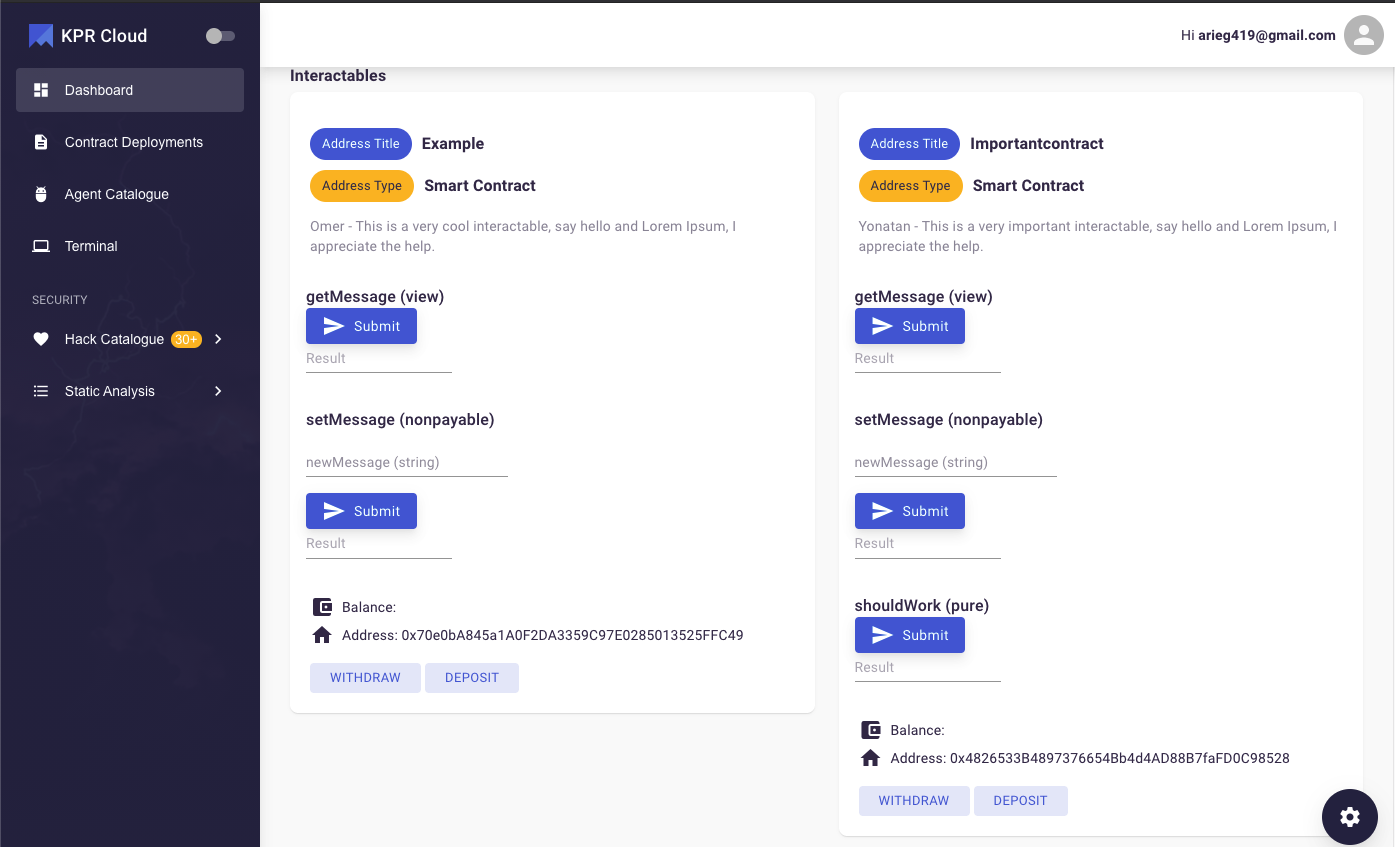 KPR Cloud
Hi arieg419@gmail.com
Dashboard
Contract Deployments
Agent Catalogue
Terminal
SECURITY
Hack Catalogue 30+
Static Analysis
Interactables
Address Title Example
Address Type Smart Contract
Omer - This is a very cool interactable, say hello and Lorem Ipsum, I
appreciate the help.
getMessage (view)
Submit
Result
setMessage (nonpayable)
newMessage (string)
Submit
Result
Balance:
Address: 0x70e0bA845a1A0F2DA3359C97E0285013525FFC49
WITHDRAW DEPOSIT
Address Title Importantcontract
Address Type Smart Contract
Yonatan - This is a very important interactable, say hello and Lorem Ipsum, I
appreciate the help.
getMessage (view)
Submit
Result
setMessage (nonpayable)
newMessage (string)
Submit
Result
shouldWork (pure)
Submit
Result
Balance:
Address: 0x4826533B4897376654Bb4d4AD88B7faFD0C98528
WITHDRAW DEPOSIT